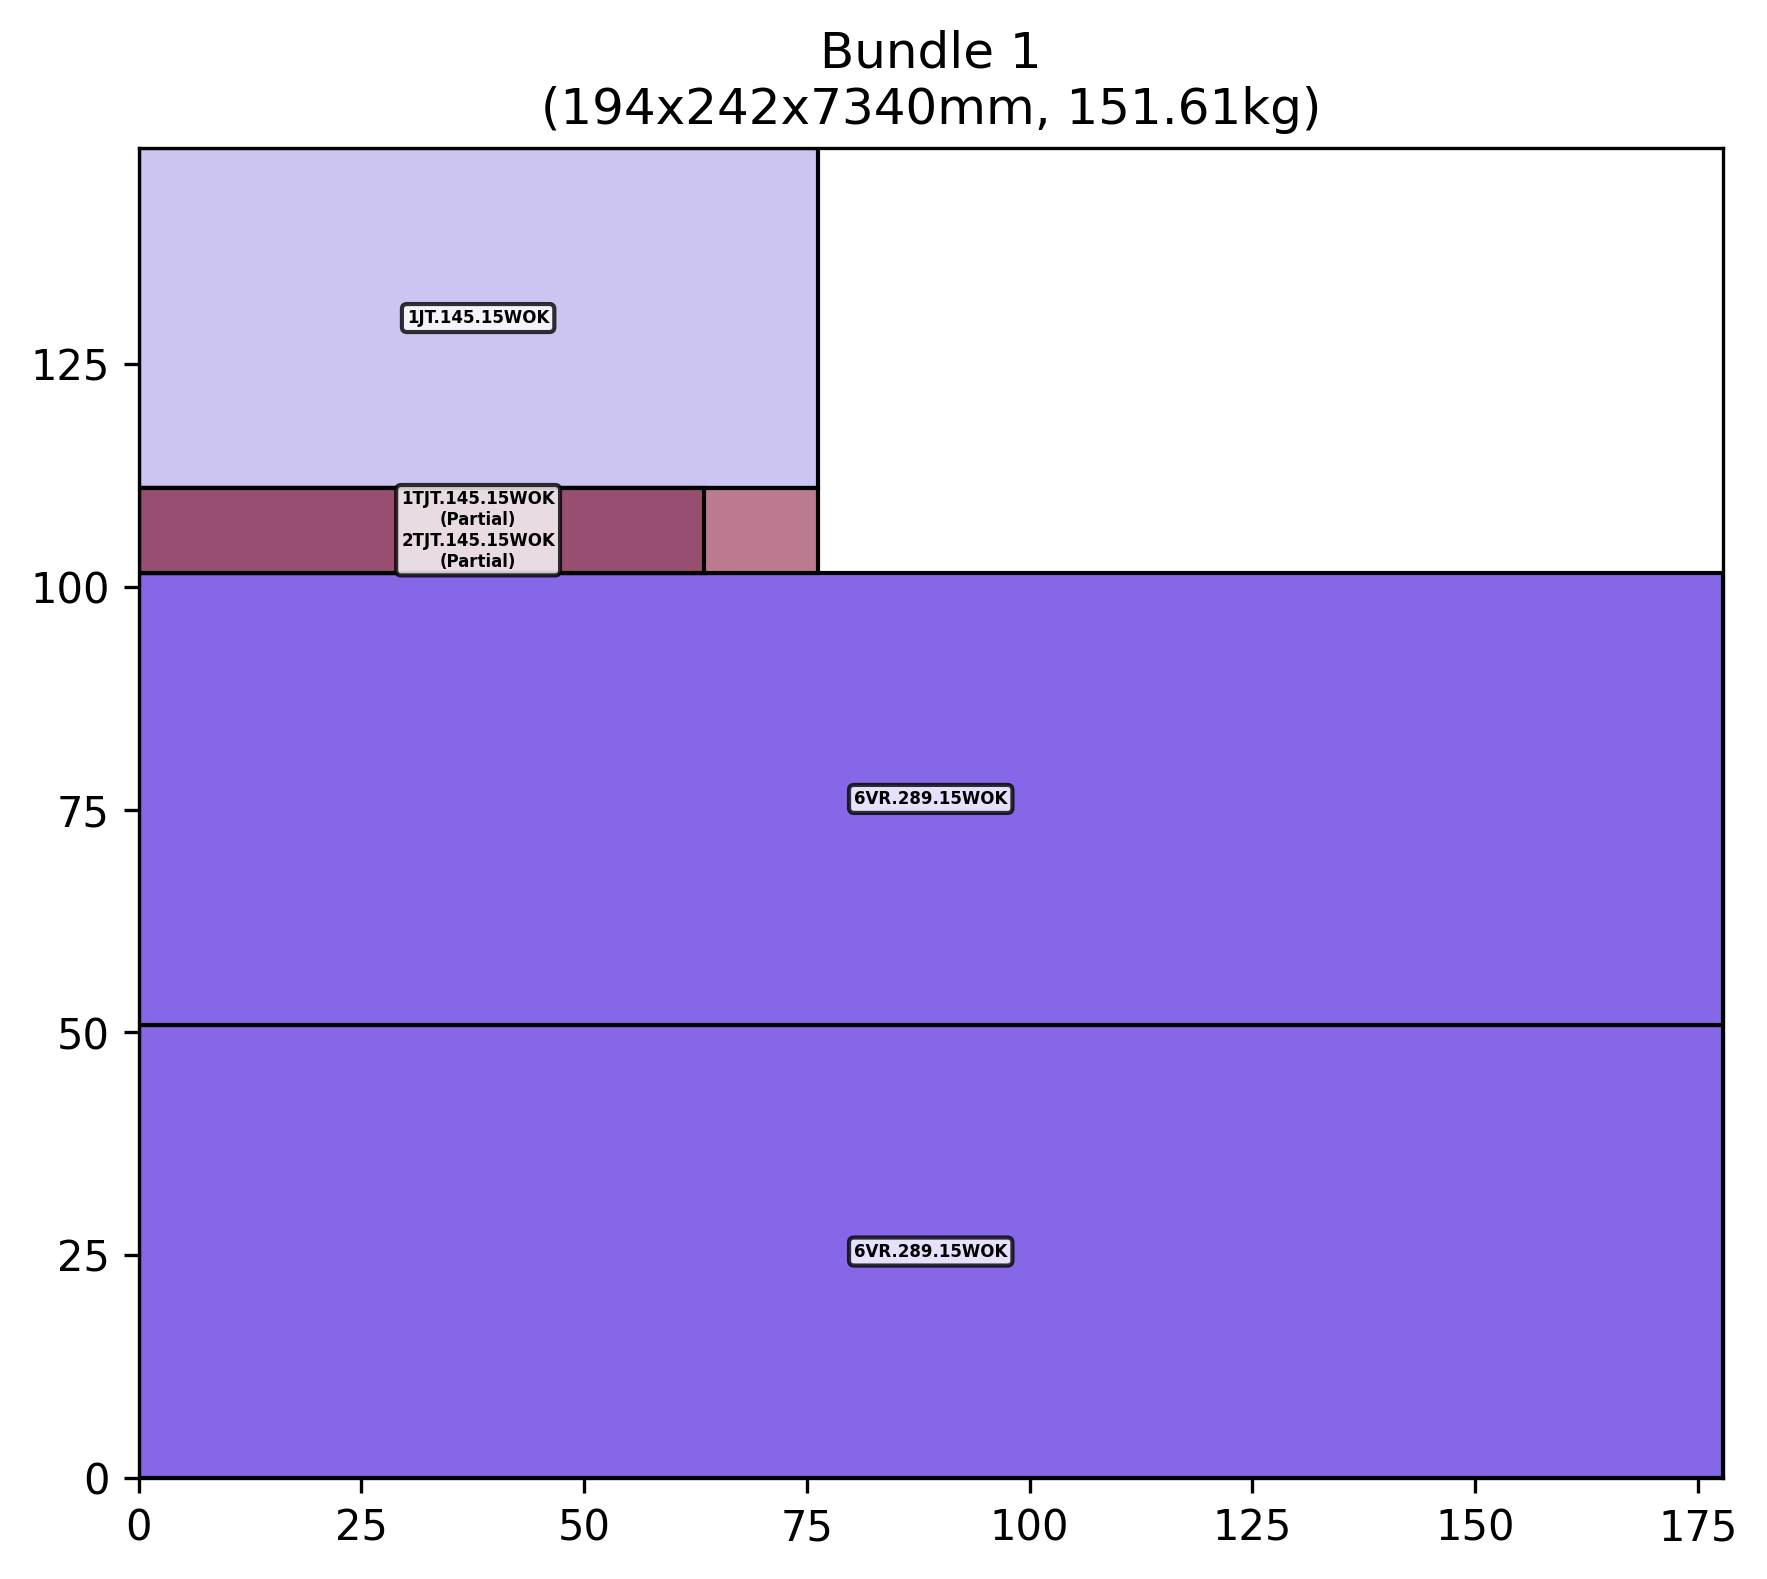 Bundle 1
(194x242x7340mm, 151.61kg)
1JT.145.15WOK
125
1TJT.145.15WOK
(Partial)
2TJT.145.15WOK
(Partial)
100
6VR.289.15WOK
75
50
6VR.289.15WOK
25
0
0 25 50 75 100 125 150 175